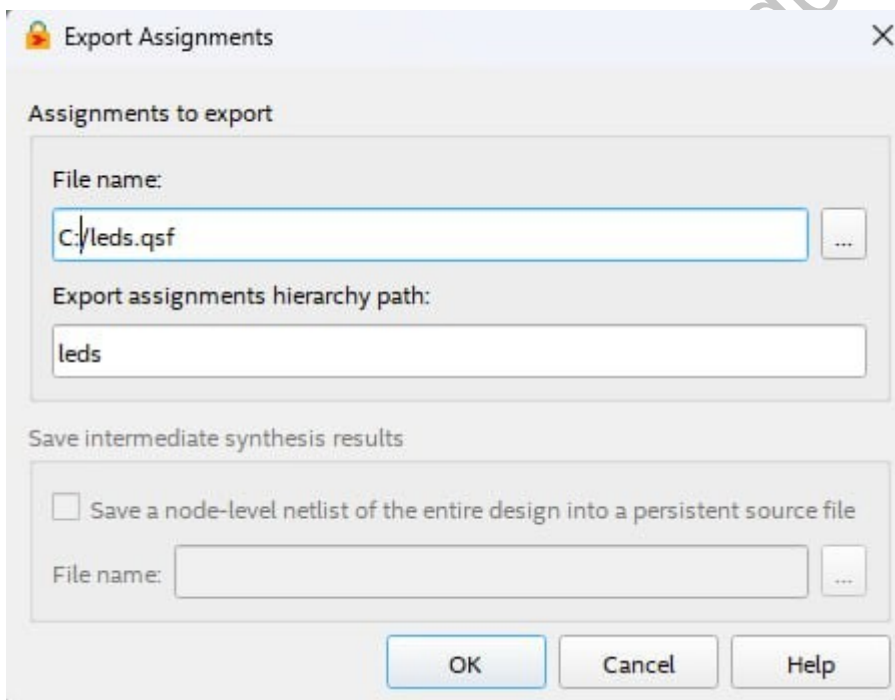 Export Assignments
Assignments to export
File name:
C:/leds.qsf
...
Export assignments hierarchy path:
leds
Save intermediate synthesis results
Save a node-level netlist of the entire design into a persistent source file
File name:
...
OK Cancel Help